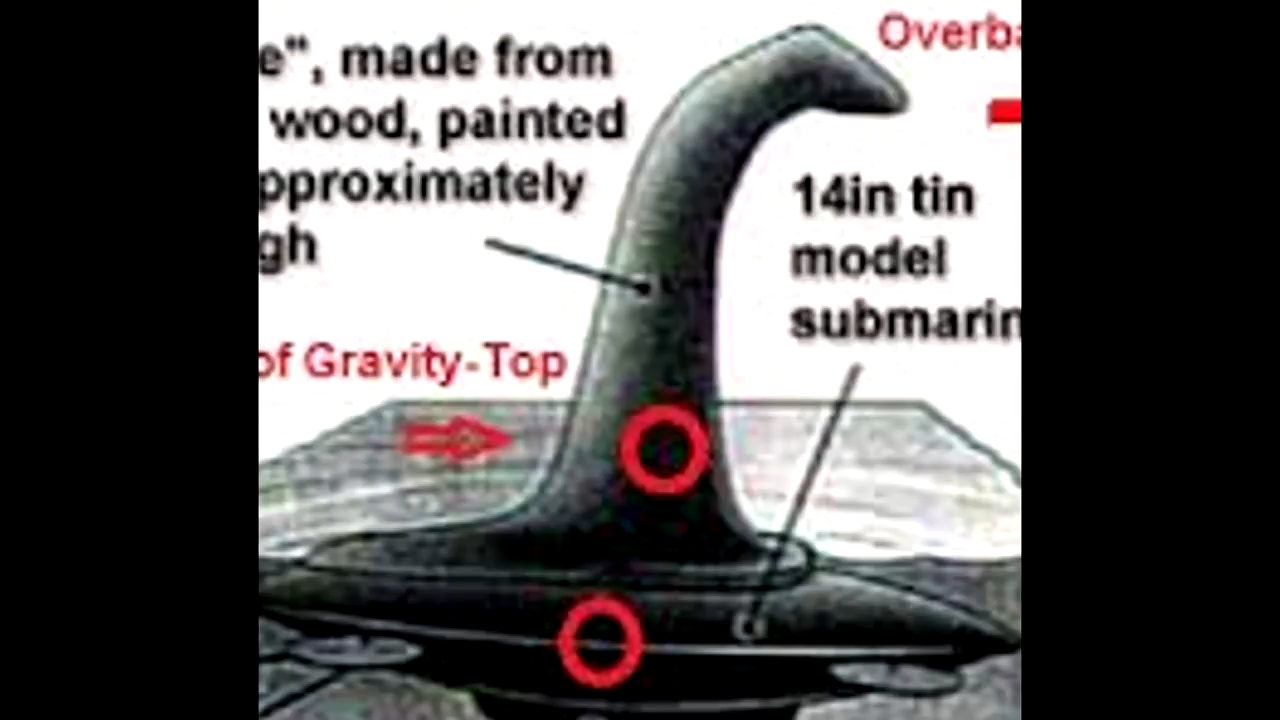 e", made from
wood, painted
pproximately
gh
Overba
14in tin
model
submarin
of Gravity-Top